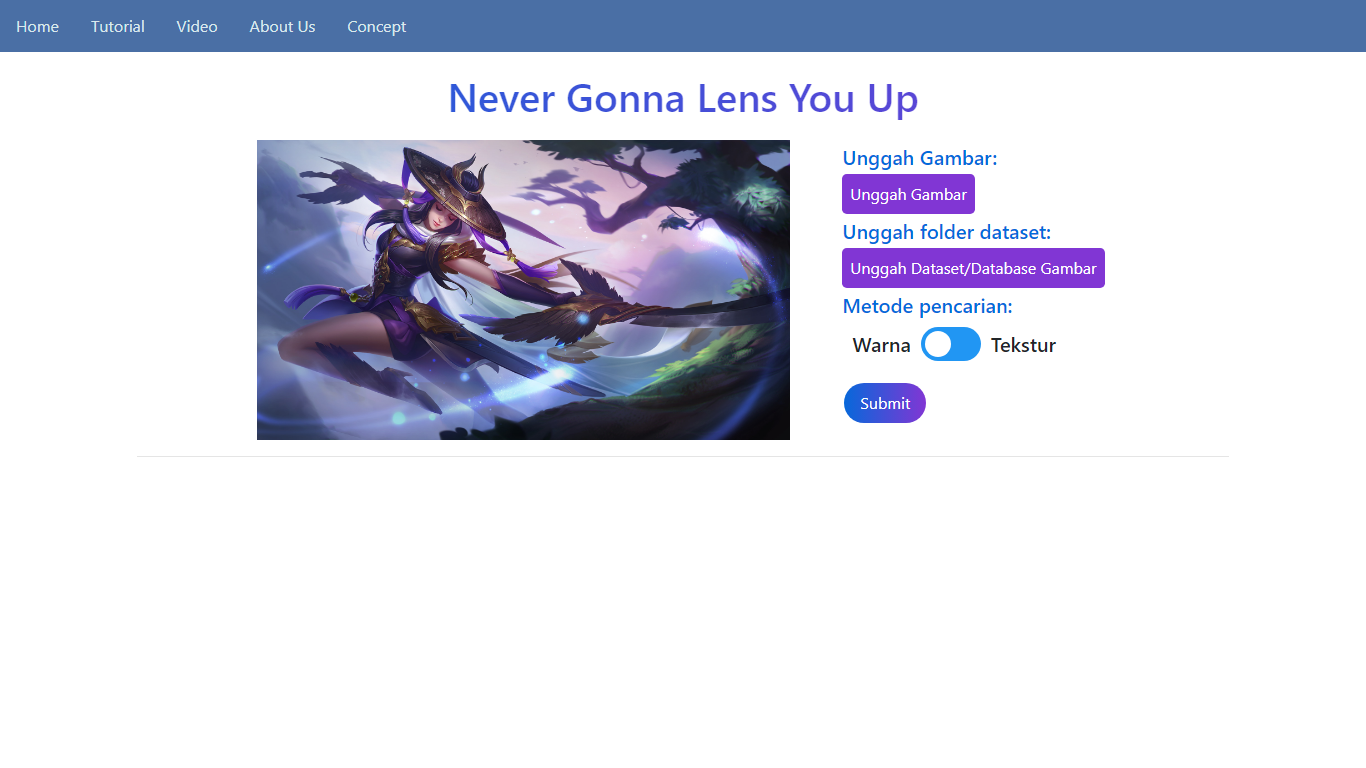 Home Tutorial Video About Us Concept
Never Gonna Lens You Up
Unggah Gambar:
Unggah Gambar
Unggah folder dataset:
Unggah Dataset/Database Gambar
Metode pencarian:
Warna Tekstur
Submit